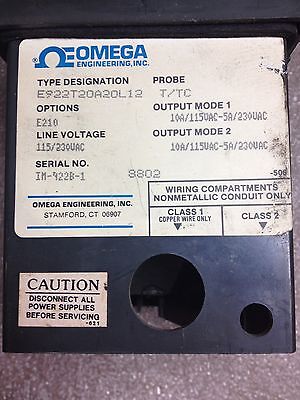 OMEGA
ENGINEERING, INC.
TYPE DESIGNATION PROBE
E922T20A20L12 T/TC
OPTIONS OUTPUT MODE 1
E210 10A/115VAC-5A/230VAC
LINE VOLTAGE OUTPUT MODE 2
115/230VAC 10A/115VAC-5A/230VAC
SERIAL NO.
IM-922B-1 8802
-508
WIRING COMPARTMENTS
NONMETALLIC CONDUIT ONLY
OMEGA ENGINEERING, INC.
STAMFORD, CT 06907
CLASS 1 CLASS 2
COPPER WIRE ONLY
CAUTION
DISCONNECT ALL
POWER SUPPLIES
BEFORE SERVICING
-621